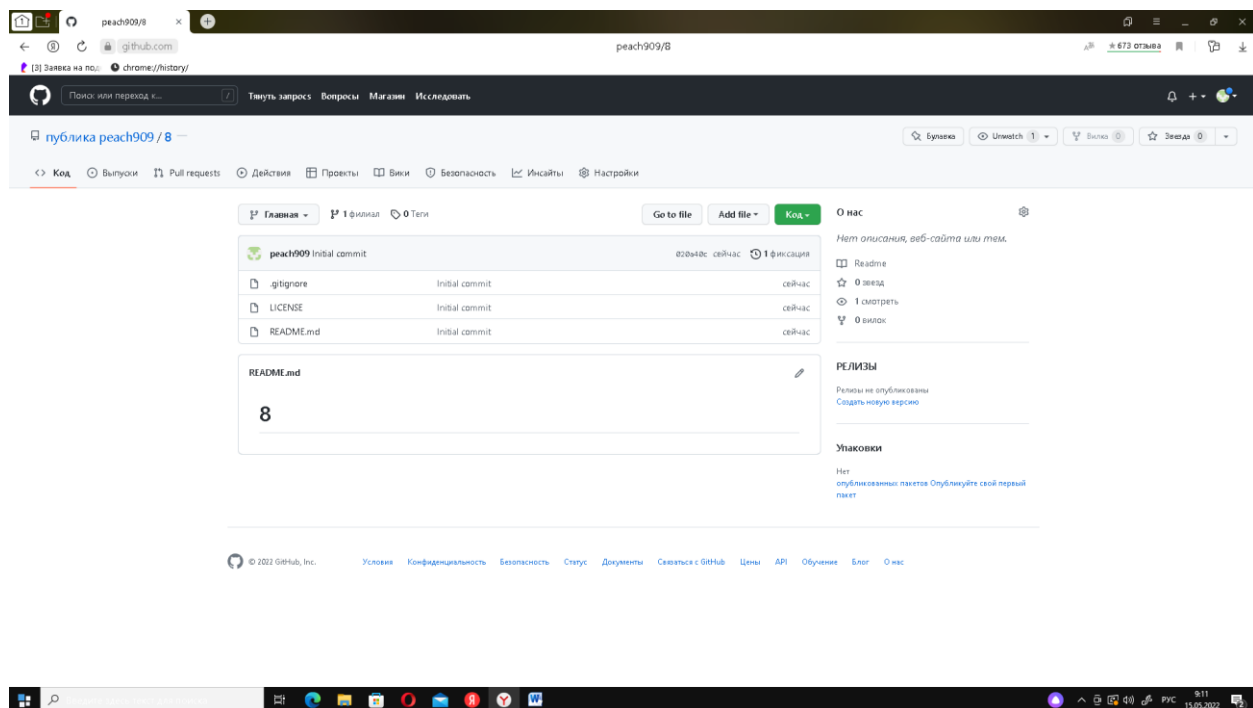 peach909/8
github.com peach909/8 673 отзыва
[3] Заявка на под chrome://history/
Поиск или переход к... Тянуть запрос Вопросы Магазин Исследовать
публика peach909 / 8 Булавка Unwatch 1 Вилка 0 Звезда 0
Код Выпуски Pull requests Действия Проекты Вики Безопасность Инсайты Настройки
Главная 1 филиал 0 Теги Go to file Add file Код
О нас
Нет описания, веб-сайта или тем.
Readme
0 звезд
1 смотреть
0 вилок
peach909 Initial commit сейчас 1 фиксация
.gitignore Initial commit сейчас
LICENSE Initial commit сейчас
README.md Initial commit сейчас
README.md
8
РЕЛИЗЫ
Релизы не опубликованы
Создать новую версию
Упаковки
Нет
опубликованных пакетов Опубликуйте свой первый
пакет
© 2022 GitHub, Inc. Условия Конфиденциальность Безопасность Статус Документы Связаться с GitHub Цены API Обучение Блог О нас
РУС 9:11
15.05.2022